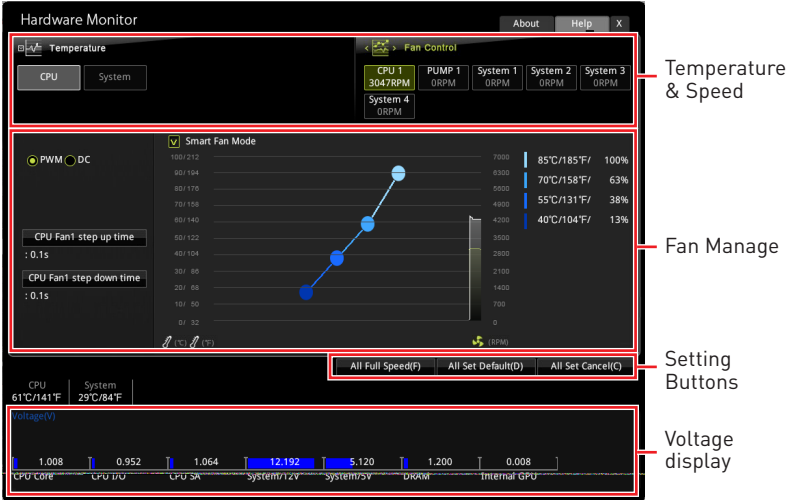 Hardware Monitor
About
Help
X
Temperature
Fan Control
CPU
System
CPU 1
3047RPM
PUMP 1
0RPM
System 1
0RPM
System 2
0RPM
System 3
0RPM
System 4
0RPM
Temperature
& Speed
Smart Fan Mode
PWM
DC
100/212
90/194
80/176
70/158
60/140
50/122
40/104
30/ 86
20/ 68
10/ 50
0/ 32
(℃)
(℉)
7000
6300
5600
4900
4200
3500
2800
2100
1400
700
0
(RPM)
85℃/185℉/ 100%
70℃/158℉/ 63%
55℃/131℉/ 38%
40℃/104℉/ 13%
CPU Fan1 step up time
: 0.1s
CPU Fan1 step down time
: 0.1s
Fan Manage
All Full Speed(F)
All Set Default(D)
All Set Cancel(C)
Setting
Buttons
CPU
61℃/141℉
System
29℃/84℉
Voltage(V)
1.008
0.952
1.064
12.192
5.120
1.200
0.008
CPU Core
CPU I/O
CPU SA
System/12V
System/5V
DRAM
Internal GPU
Voltage
display